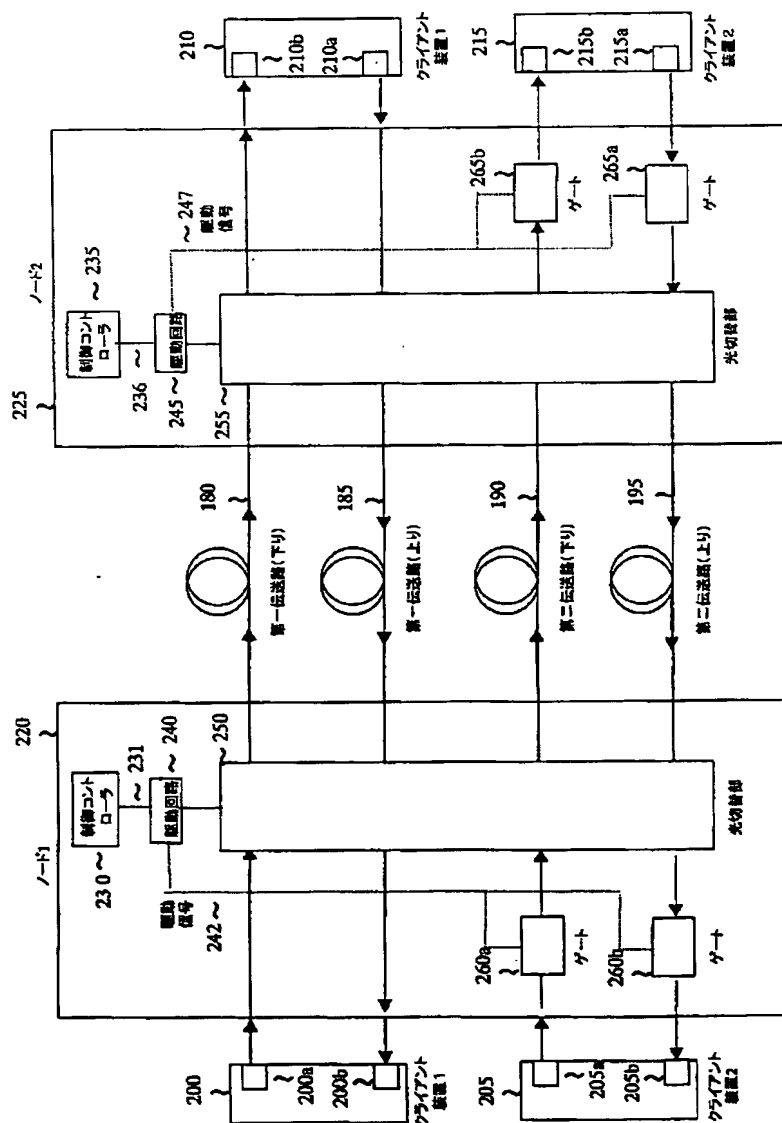 ノード1
220
230
制御コント
ローラ
231
240
駆動回路
駆動
信号
242
250
光切替部
260a
ゲート
260b
ゲート
200
200a
200b
クライアント
装置1
205
205a
205b
クライアント
装置2
180
第一伝送路(下り)
185
第一伝送路(上り)
190
第二伝送路(下り)
195
第二伝送路(上り)
ノード2
225
制御コント
ローラ
235
236
245
駆動回路
247
駆動
信号
255
光切替部
265b
ゲート
265a
ゲート
210
210b
210a
クライアント
装置1
215
215b
215a
クライアント
装置2